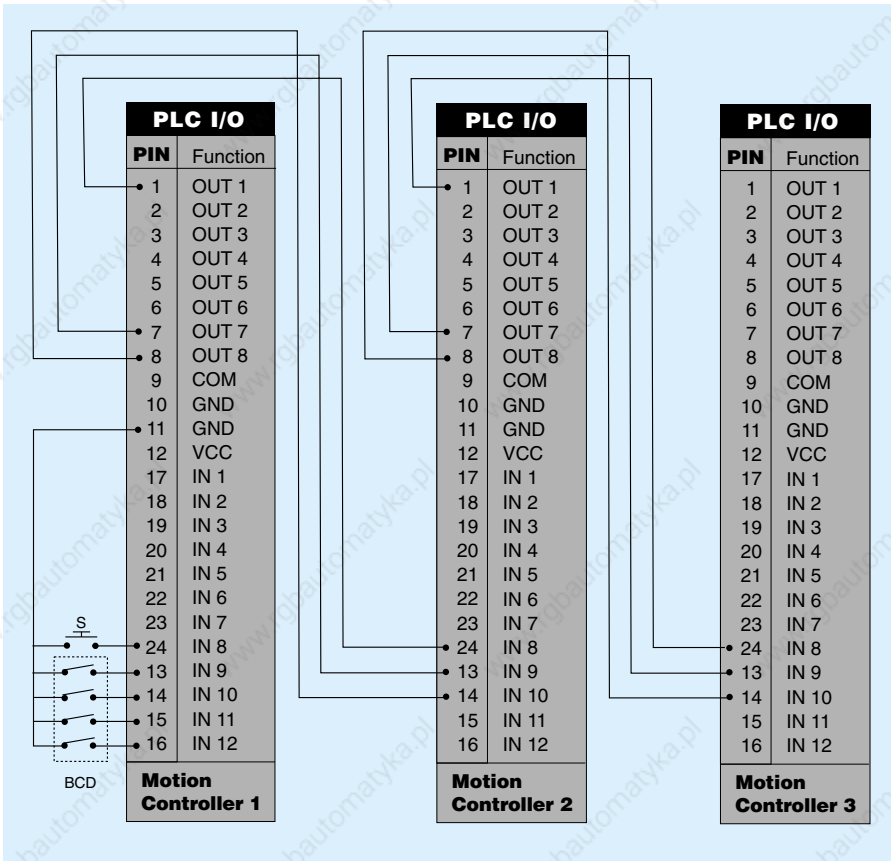 PLC I/O
PIN Function
1 OUT 1
2 OUT 2
3 OUT 3
4 OUT 4
5 OUT 5
6 OUT 6
7 OUT 7
8 OUT 8
9 COM
10 GND
11 GND
12 VCC
17 IN 1
18 IN 2
19 IN 3
20 IN 4
21 IN 5
22 IN 6
23 IN 7
24 IN 8
13 IN 9
14 IN 10
15 IN 11
16 IN 12
Motion
Controller 1
S
BCD
PLC I/O
PIN Function
1 OUT 1
2 OUT 2
3 OUT 3
4 OUT 4
5 OUT 5
6 OUT 6
7 OUT 7
8 OUT 8
9 COM
10 GND
11 GND
12 VCC
17 IN 1
18 IN 2
19 IN 3
20 IN 4
21 IN 5
22 IN 6
23 IN 7
24 IN 8
13 IN 9
14 IN 10
15 IN 11
16 IN 12
Motion
Controller 2
PLC I/O
PIN Function
1 OUT 1
2 OUT 2
3 OUT 3
4 OUT 4
5 OUT 5
6 OUT 6
7 OUT 7
8 OUT 8
9 COM
10 GND
11 GND
12 VCC
17 IN 1
18 IN 2
19 IN 3
20 IN 4
21 IN 5
22 IN 6
23 IN 7
24 IN 8
13 IN 9
14 IN 10
15 IN 11
16 IN 12
Motion
Controller 3
www.rgbautomatyka.pl